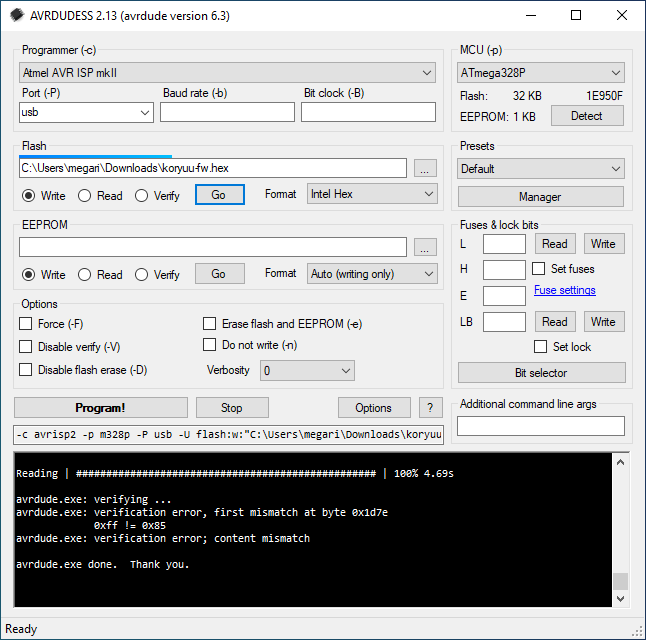 AVRDUDESS 2.13 (avrdude version 6.3)
Programmer (-c)
Atmel AVR ISP mkII
Port (-P) Baud rate (-b) Bit clock (-B)
usb
MCU (-p)
ATmega328P
Flash: 32 KB 1E950F
EEPROM: 1 KB Detect
Flash
C:\Users\megari\Downloads\koryuu-fw.hex ...
Write Read Verify Go Format Intel Hex
Presets
Default
Manager
EEPROM
...
Write Read Verify Go Format Auto (writing only)
Fuses & lock bits
L Read Write
H Set fuses
E Fuse settings
LB Read Write
Set lock
Bit selector
Options
Force (-F) Erase flash and EEPROM (-e)
Disable verify (-V) Do not write (-n)
Disable flash erase (-D) Verbosity 0
Program! Stop Options ?
-c avrisp2 -p m328p -P usb -U flash:w:"C:\Users\megari\Downloads\koryuu
Additional command line args
Reading | ################################################## | 100% 4.69s
avrdude.exe: verifying ...
avrdude.exe: verification error, first mismatch at byte 0x1d7e
0xff != 0x85
avrdude.exe: verification error; content mismatch
avrdude.exe done.  Thank you.
Ready